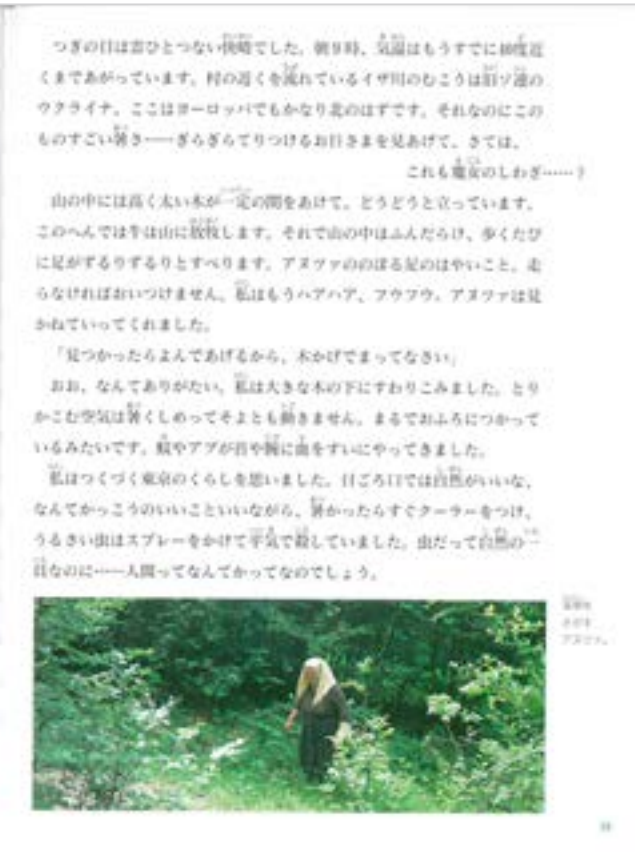 つぎの日は雲ひとつない快晴でした。朝9時、気温はもうすでに40度近
くまであがっています。村の近くを流れているイザ川のむこうは旧ソ連の
ウクライナ。ここはヨーロッパでもかなり北のはずです。それなのにこの
ものすごい暑さ──ぎらぎらてりつけるお日さまを見あげて、さては、
これも魔女のしわざ……?
山の中には高く太い木が一定の間をあけて、どうどうと立っています。
このへんでは牛は山に放牧します。それで山の中はふんだらけ、歩くたび
に足がずるりずるりとすべります。アヌツァののぼる足のはやいこと、走
らなければおいつけません。私はもうハアハア、フウフウ。アヌツァは見
かねていってくれました。
「見つかったらよんであげるから、木かげでまってなさい」
おお、なんてありがたい、私は大きな木の下にすわりこみました。とり
かこむ空気は暑くしめってそよとも動きません。まるでおふろにつかって
いるみたいです。蚊やアブが首や腕に血をすいにやってきました。
私はつくづく東京のくらしを思いました。日ごろ口では自然がいいな、
なんてかっこうのいいこといいながら、暑かったらすぐクーラーをつけ、
うるさい虫はスプレーをかけて平気で殺していました。虫だって自然の一
員なのに……人間ってなんてかってなのでしょう。
さがす
アヌツァ。